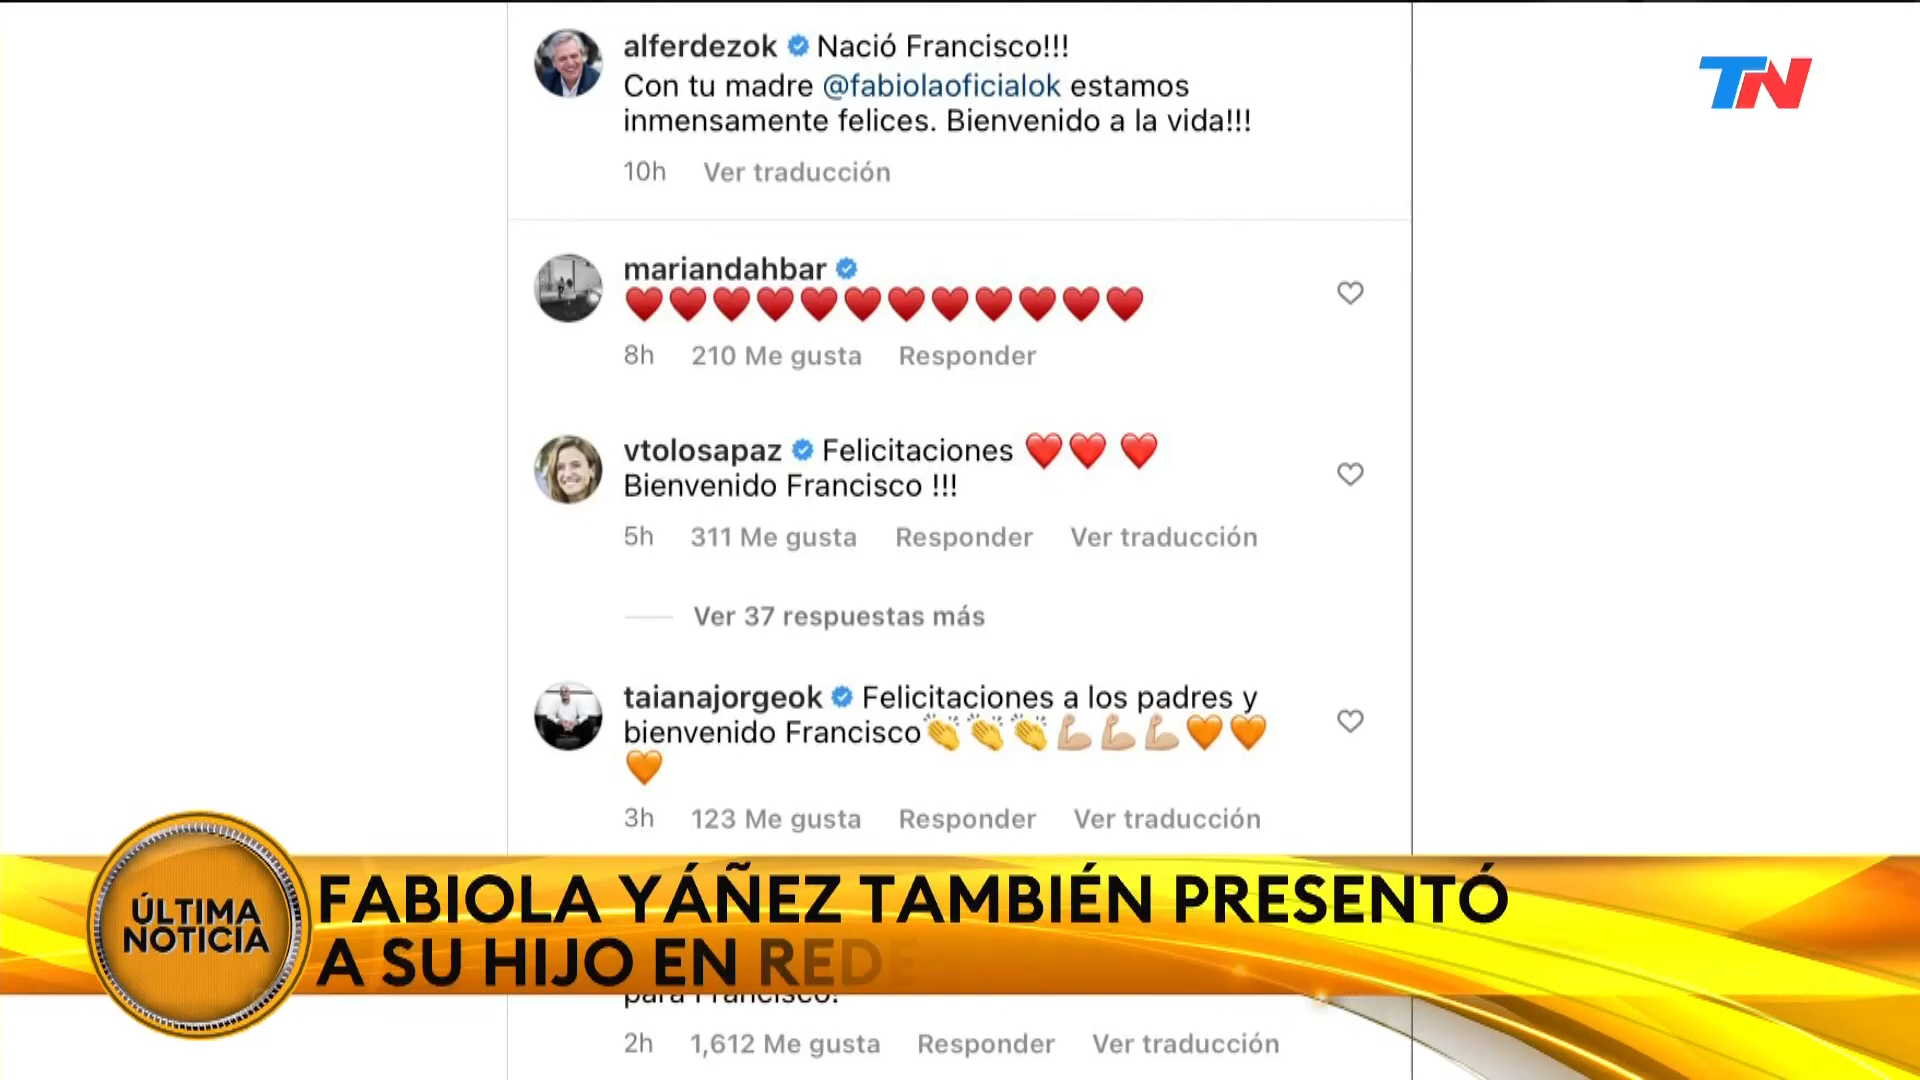 alferdezok Nació Francisco!!!
Con tu madre @fabiolaoficialok estamos
inmensamente felices. Bienvenido a la vida!!!
10h Ver traducción
TN
mariandahbar
♥♥♥♥♥♥♥♥♥♥♥♥
8h 210 Me gusta Responder
vtolosapaz Felicitaciones ❤️❤️ ❤️
Bienvenido Francisco !!!
5h 311 Me gusta Responder Ver traducción
Ver 37 respuestas más
taianajorgeok Felicitaciones a los padres y
bienvenido Francisco👏👏👏💪🏼💪🏼💪🏼🧡🧡
🧡
3h 123 Me gusta Responder Ver traducción
ÚLTIMA
NOTICIA
FABIOLA YÁÑEZ TAMBIÉN PRESENTÓ
A SU HIJO EN REDE
para Francisco!
2h 1,612 Me gusta Responder Ver traducción